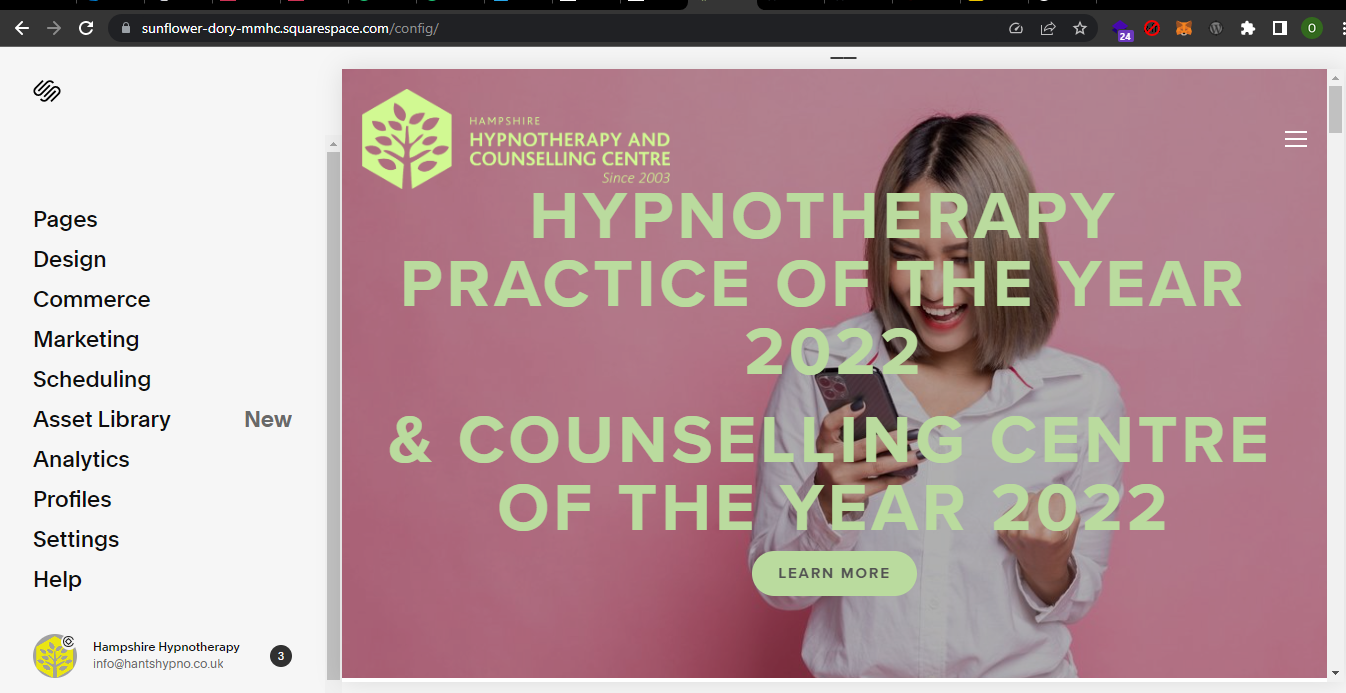 sunflower-dory-mmhc.squarespace.com/config/
24
O
Pages
Design
Commerce
Marketing
Scheduling
Asset Library New
Analytics
Profiles
Settings
Help
Hampshire Hypnotherapy
info@hantshypno.co.uk
3
HAMPSHIRE
HYPNOTHERAPY AND
COUNSELLING CENTRE
Since 2003
HYPNOTHERAPY
PRACTICE OF THE YEAR
2022
& COUNSELLING CENTRE
OF THE YEAR 2022
LEARN MORE